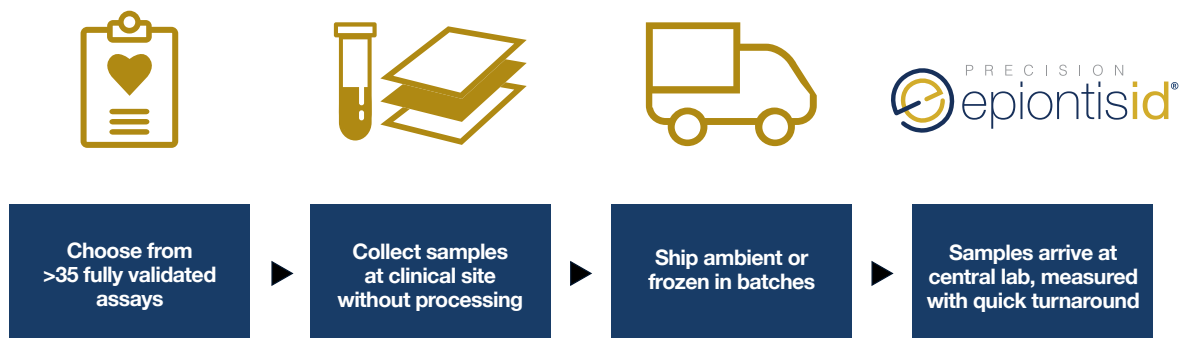 PRECISION
epiontisid®
Choose from
>35 fully validated
assays
Collect samples
at clinical site
without processing
Ship ambient or
frozen in batches
Samples arrive at
central lab, measured
with quick turnaround